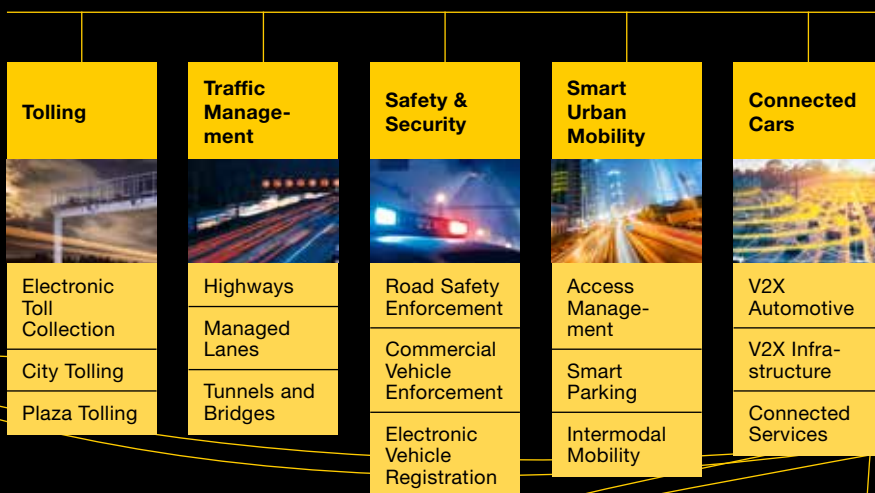 Tolling
Electronic
Toll
Collection
City Tolling
Plaza Tolling
Traffic
Manage-
ment
Highways
Managed
Lanes
Tunnels and
Bridges
Safety &
Security
Road Safety
Enforcement
Commercial
Vehicle
Enforcement
Electronic
Vehicle
Registration
Smart
Urban
Mobility
Access
Manage-
ment
Smart
Parking
Intermodal
Mobility
Connected
Cars
V2X
Automotive
V2X Infra-
structure
Connected
Services